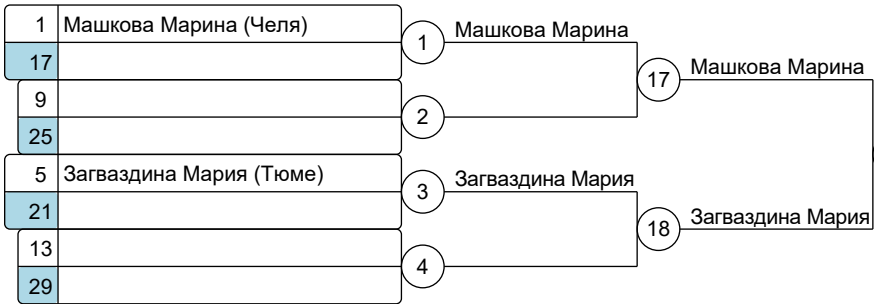 1 Машкова Марина (Челя)
17
1 Машкова Марина
9
25
2
17 Машкова Марина
5 Загваздина Мария (Тюме)
21
3 Загваздина Мария
13
29
4
18 Загваздина Мария